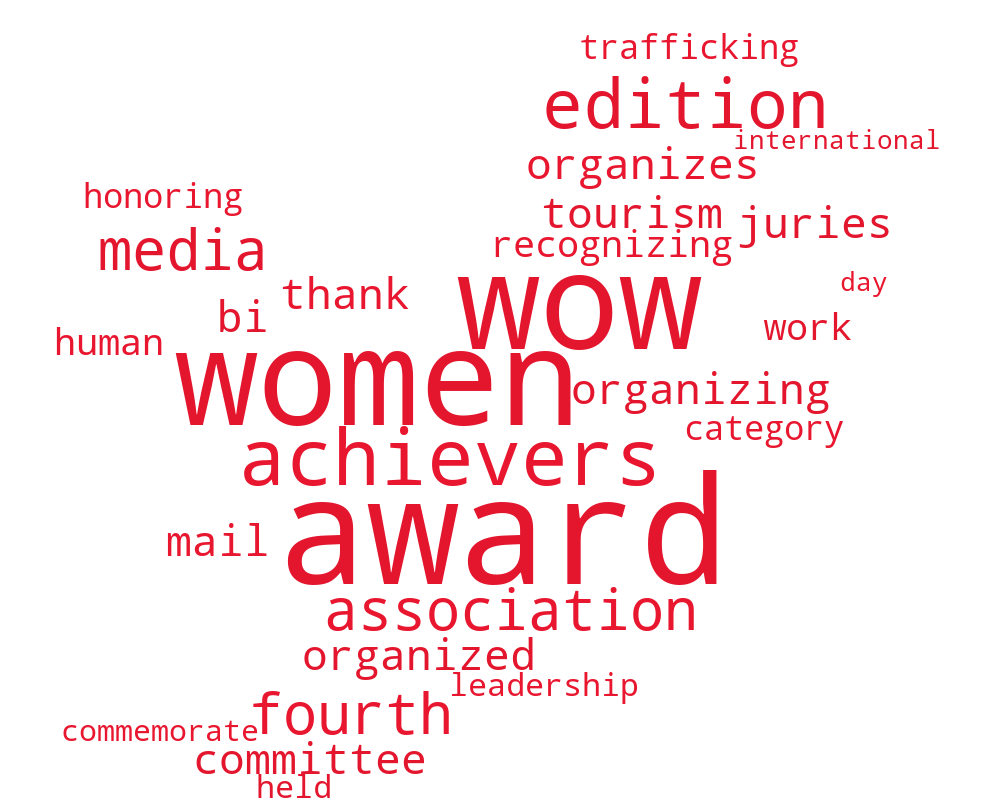 trafficking
edition
international
organizes
honoring
tourism
juries
recognizing
media
day
thank
wow
bi
work
human
women
organizing
category
achievers
award
mail
association
organized
leadership
fourth
commemorate
committee
held